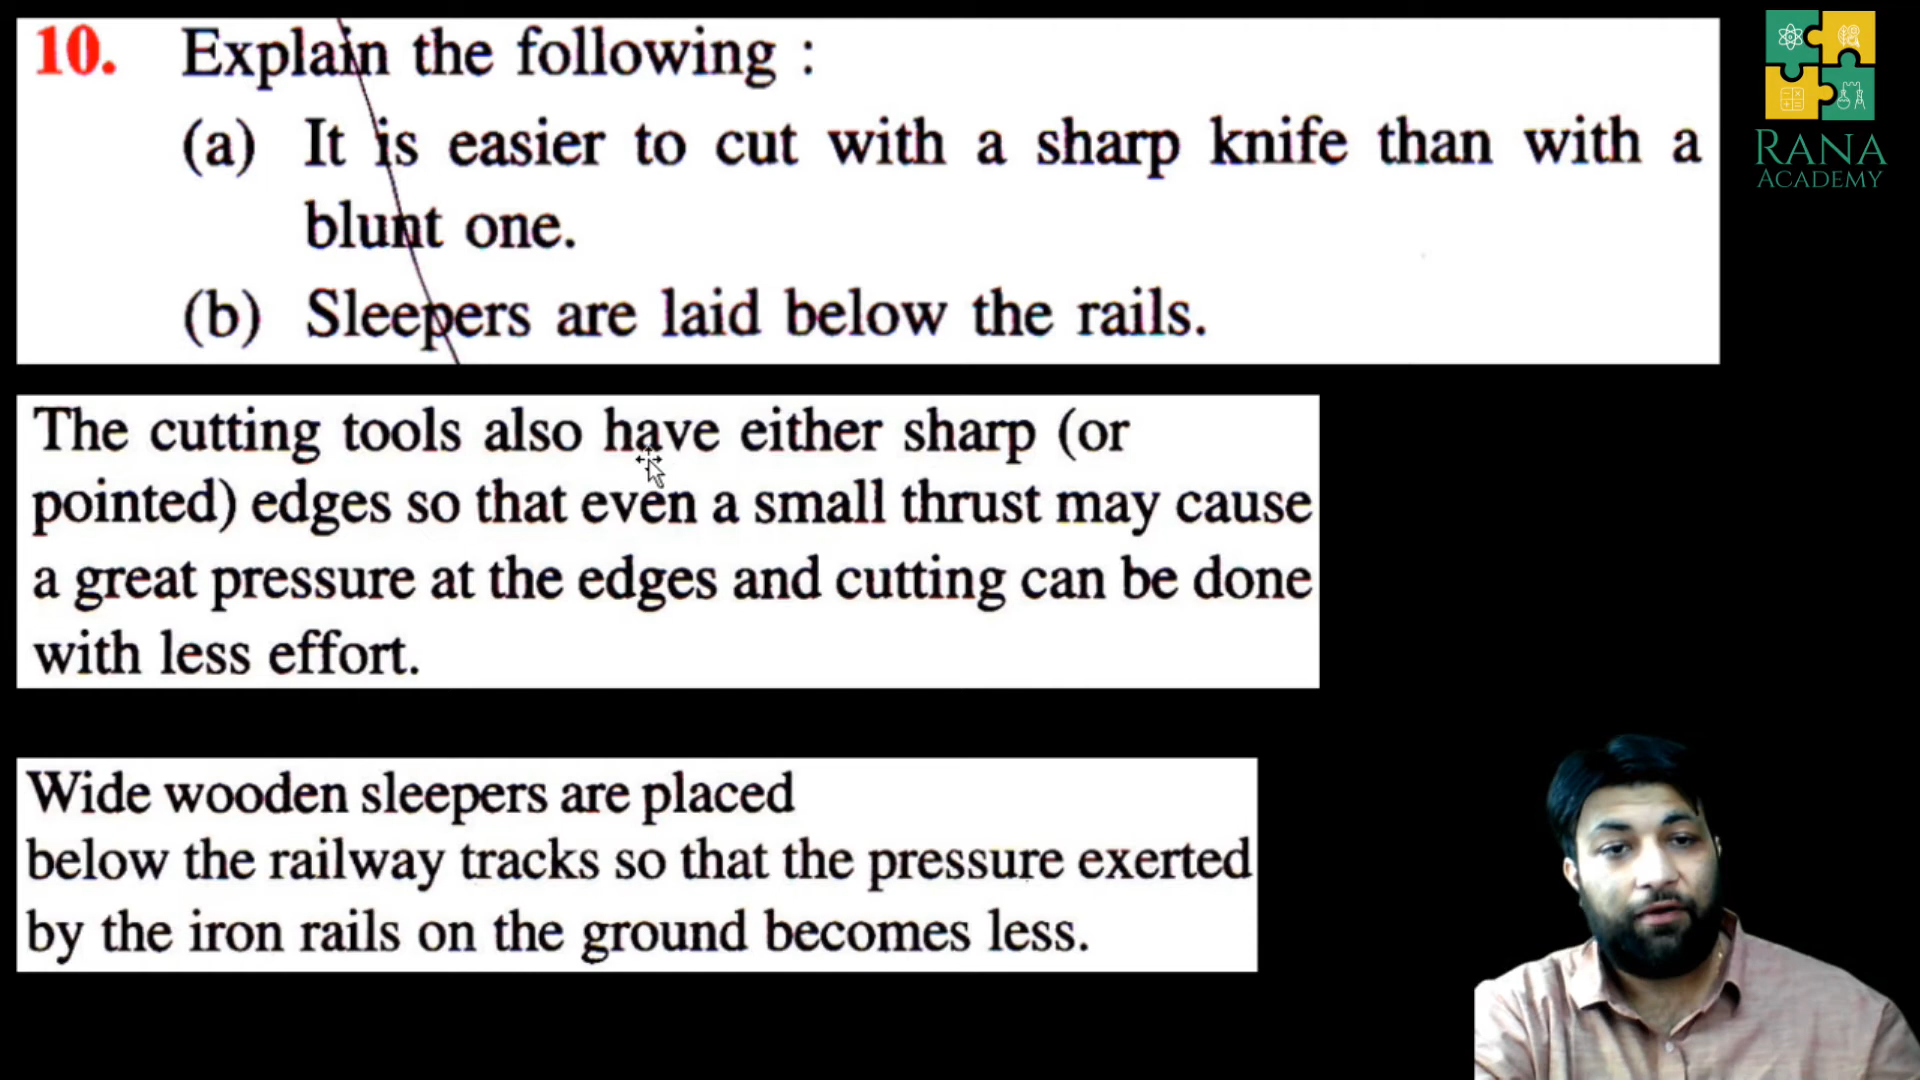 10. Explain the following :
(a) It is easier to cut with a sharp knife than with a
blunt one.
(b) Sleepers are laid below the rails.
RANA
ACADEMY
The cutting tools also have either sharp (or
pointed) edges so that even a small thrust may cause
a great pressure at the edges and cutting can be done
with less effort.
Wide wooden sleepers are placed
below the railway tracks so that the pressure exerted
by the iron rails on the ground becomes less.